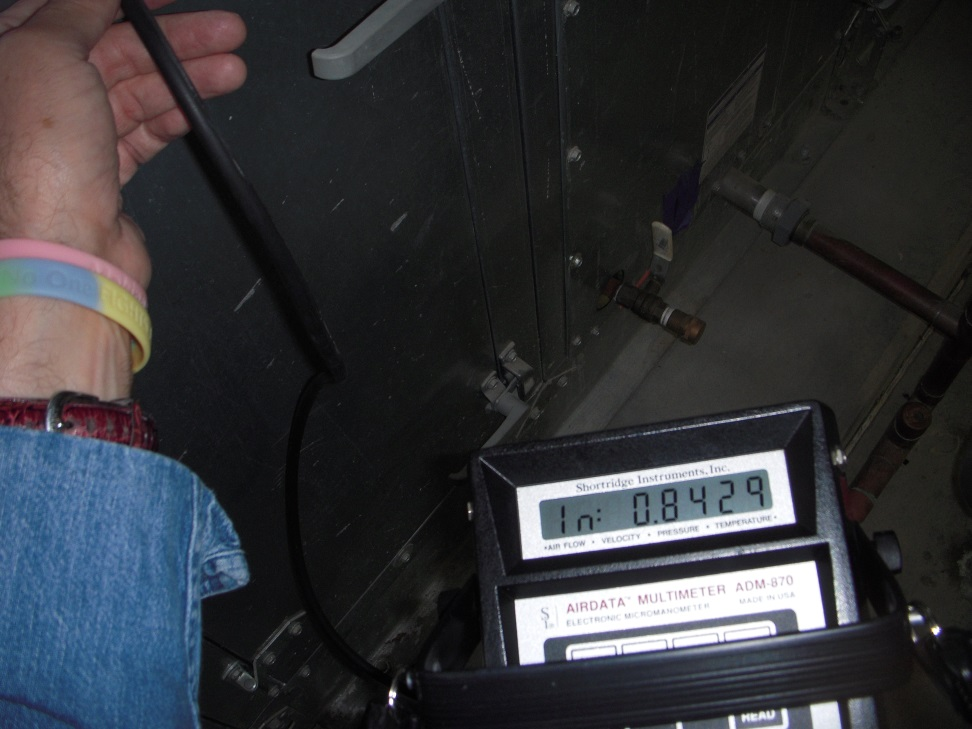 Shortridge Instruments, Inc.
In: 0.8429
•AIR FLOW • VELOCITY • PRESSURE • TEMPERATURE•
AIRDATA™ MULTIMETER ADM-870
ELECTRONIC MICROMANOMETER MADE IN USA
READ